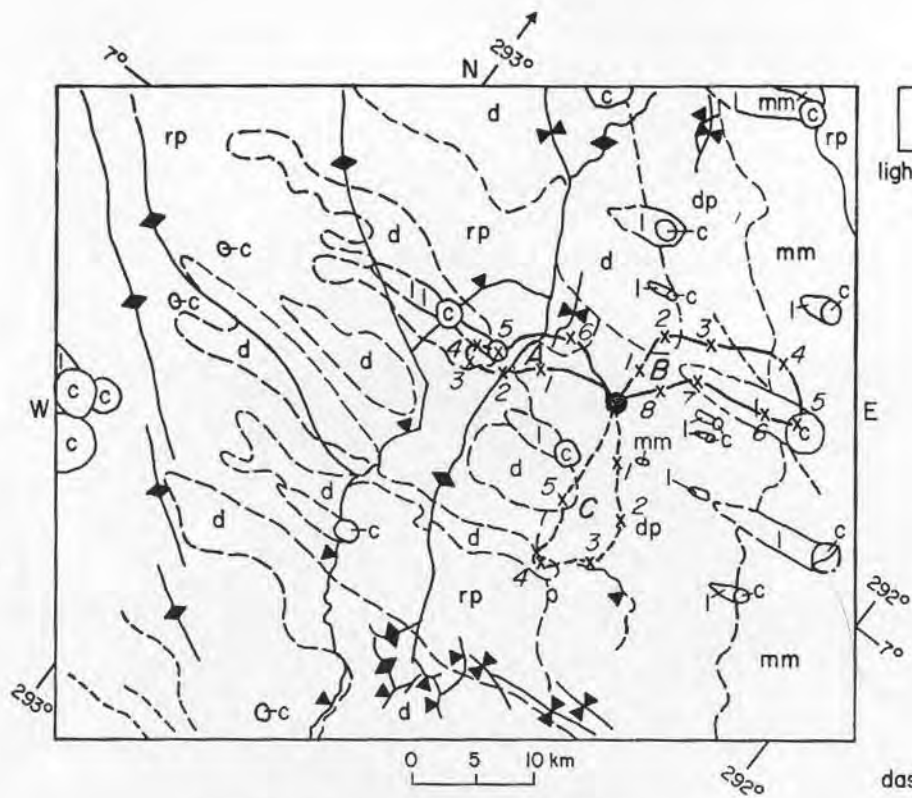 293°
7° N
c d c mm c
rp
rp ligh
dp
d
rp c
mm
c
d d c
l
c 1 c l c
l l
c 5 6 2 3
d d 4 4
3 2 1 1 B
c c 8 7 5
W E
c l 6
l c
mm
c l
d d 5 C l
d 2
d dp l
c 4 3 c
rp l c 292°
mm
7°
293°
c
d
0 5 10 km
292° das